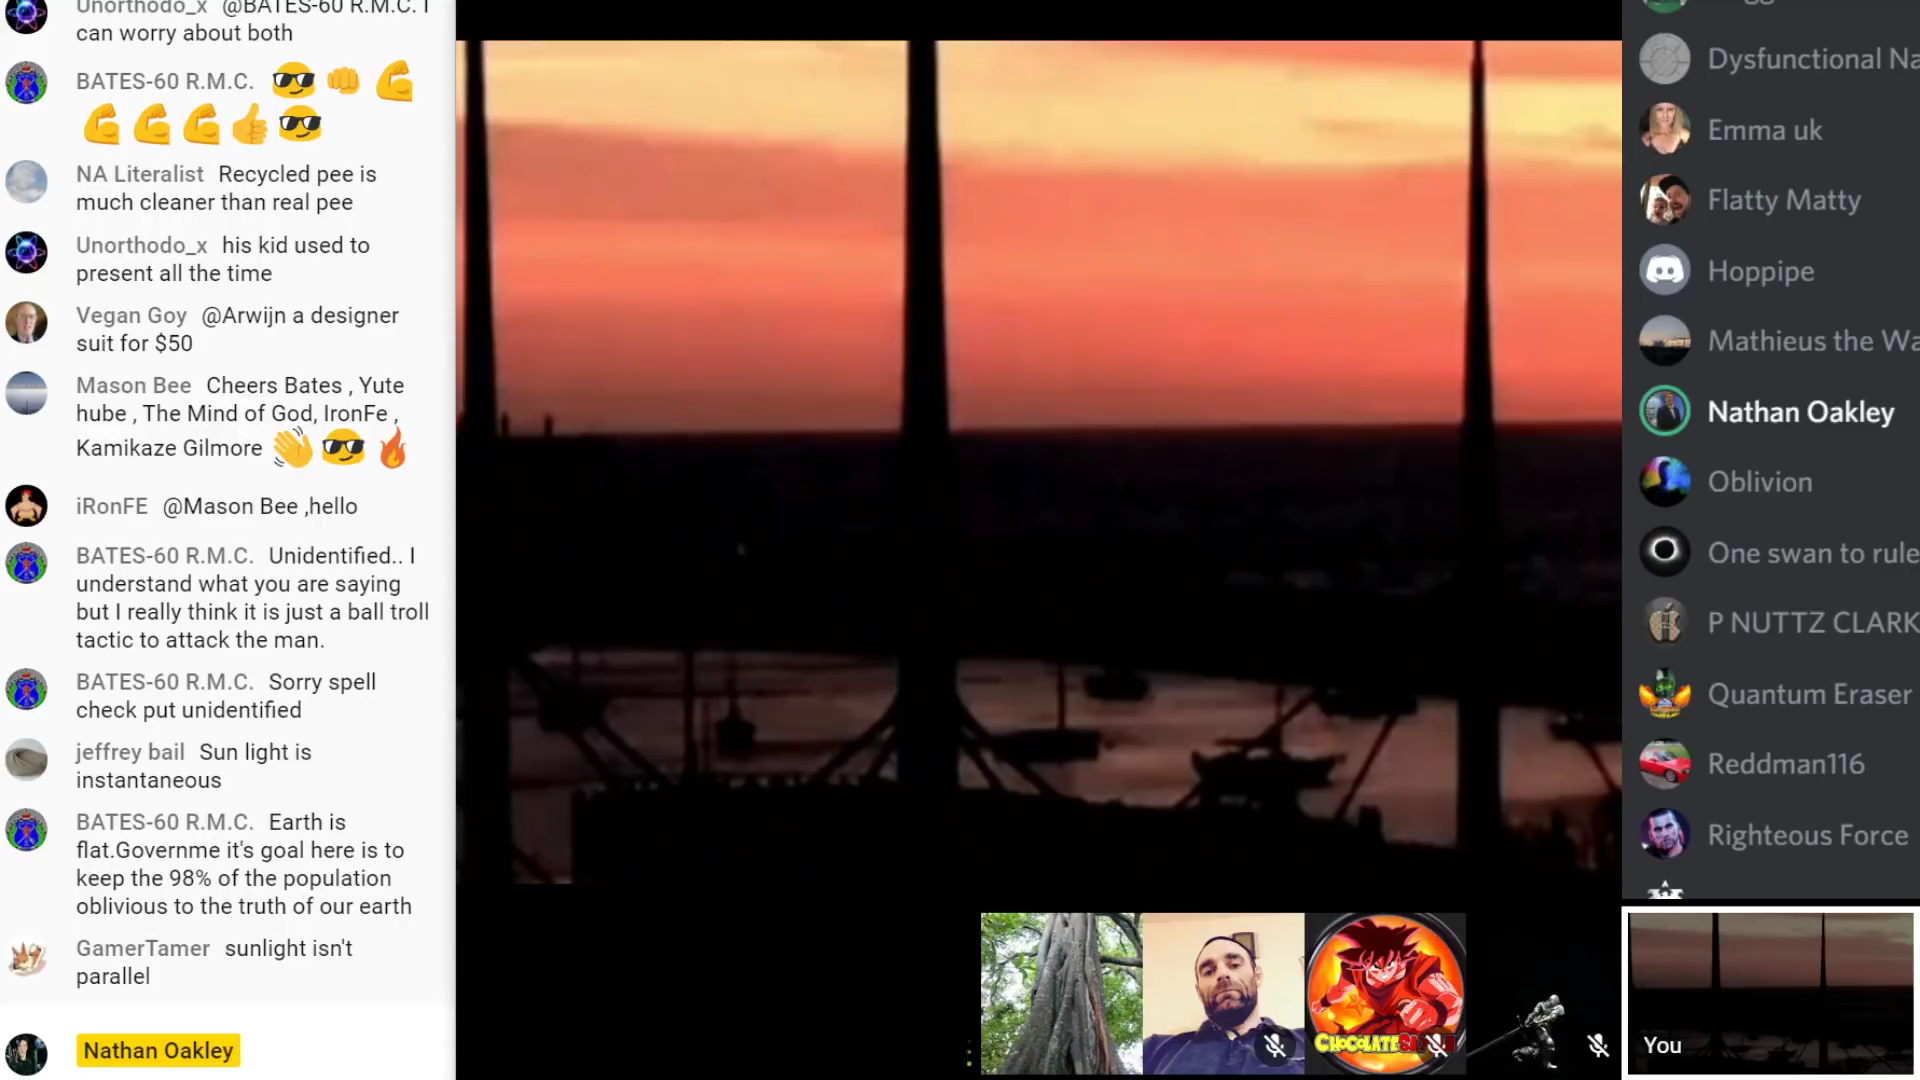 Unorthodo_x @BATES-60 R.M.C. I
can worry about both
BATES-60 R.M.C.
NA Literalist Recycled pee is
much cleaner than real pee
Unorthodo_x his kid used to
present all the time
Vegan Goy @Arwijn a designer
suit for $50
Mason Bee Cheers Bates , Yute
hube , The Mind of God, IronFe ,
Kamikaze Gilmore
iRonFE @Mason Bee ,hello
BATES-60 R.M.C. Unidentified.. I
understand what you are saying
but I really think it is just a ball troll
tactic to attack the man.
BATES-60 R.M.C. Sorry spell
check put unidentified
jeffrey bail Sun light is
instantaneous
BATES-60 R.M.C. Earth is
flat.Governme it's goal here is to
keep the 98% of the population
oblivious to the truth of our earth
GamerTamer sunlight isn't
parallel
Nathan Oakley
Dysfunctional Na
Emma uk
Flatty Matty
Hoppipe
Mathieus the Wa
Nathan Oakley
Oblivion
One swan to rule
P NUTTZ CLARK
Quantum Eraser
Reddman116
Righteous Force
You